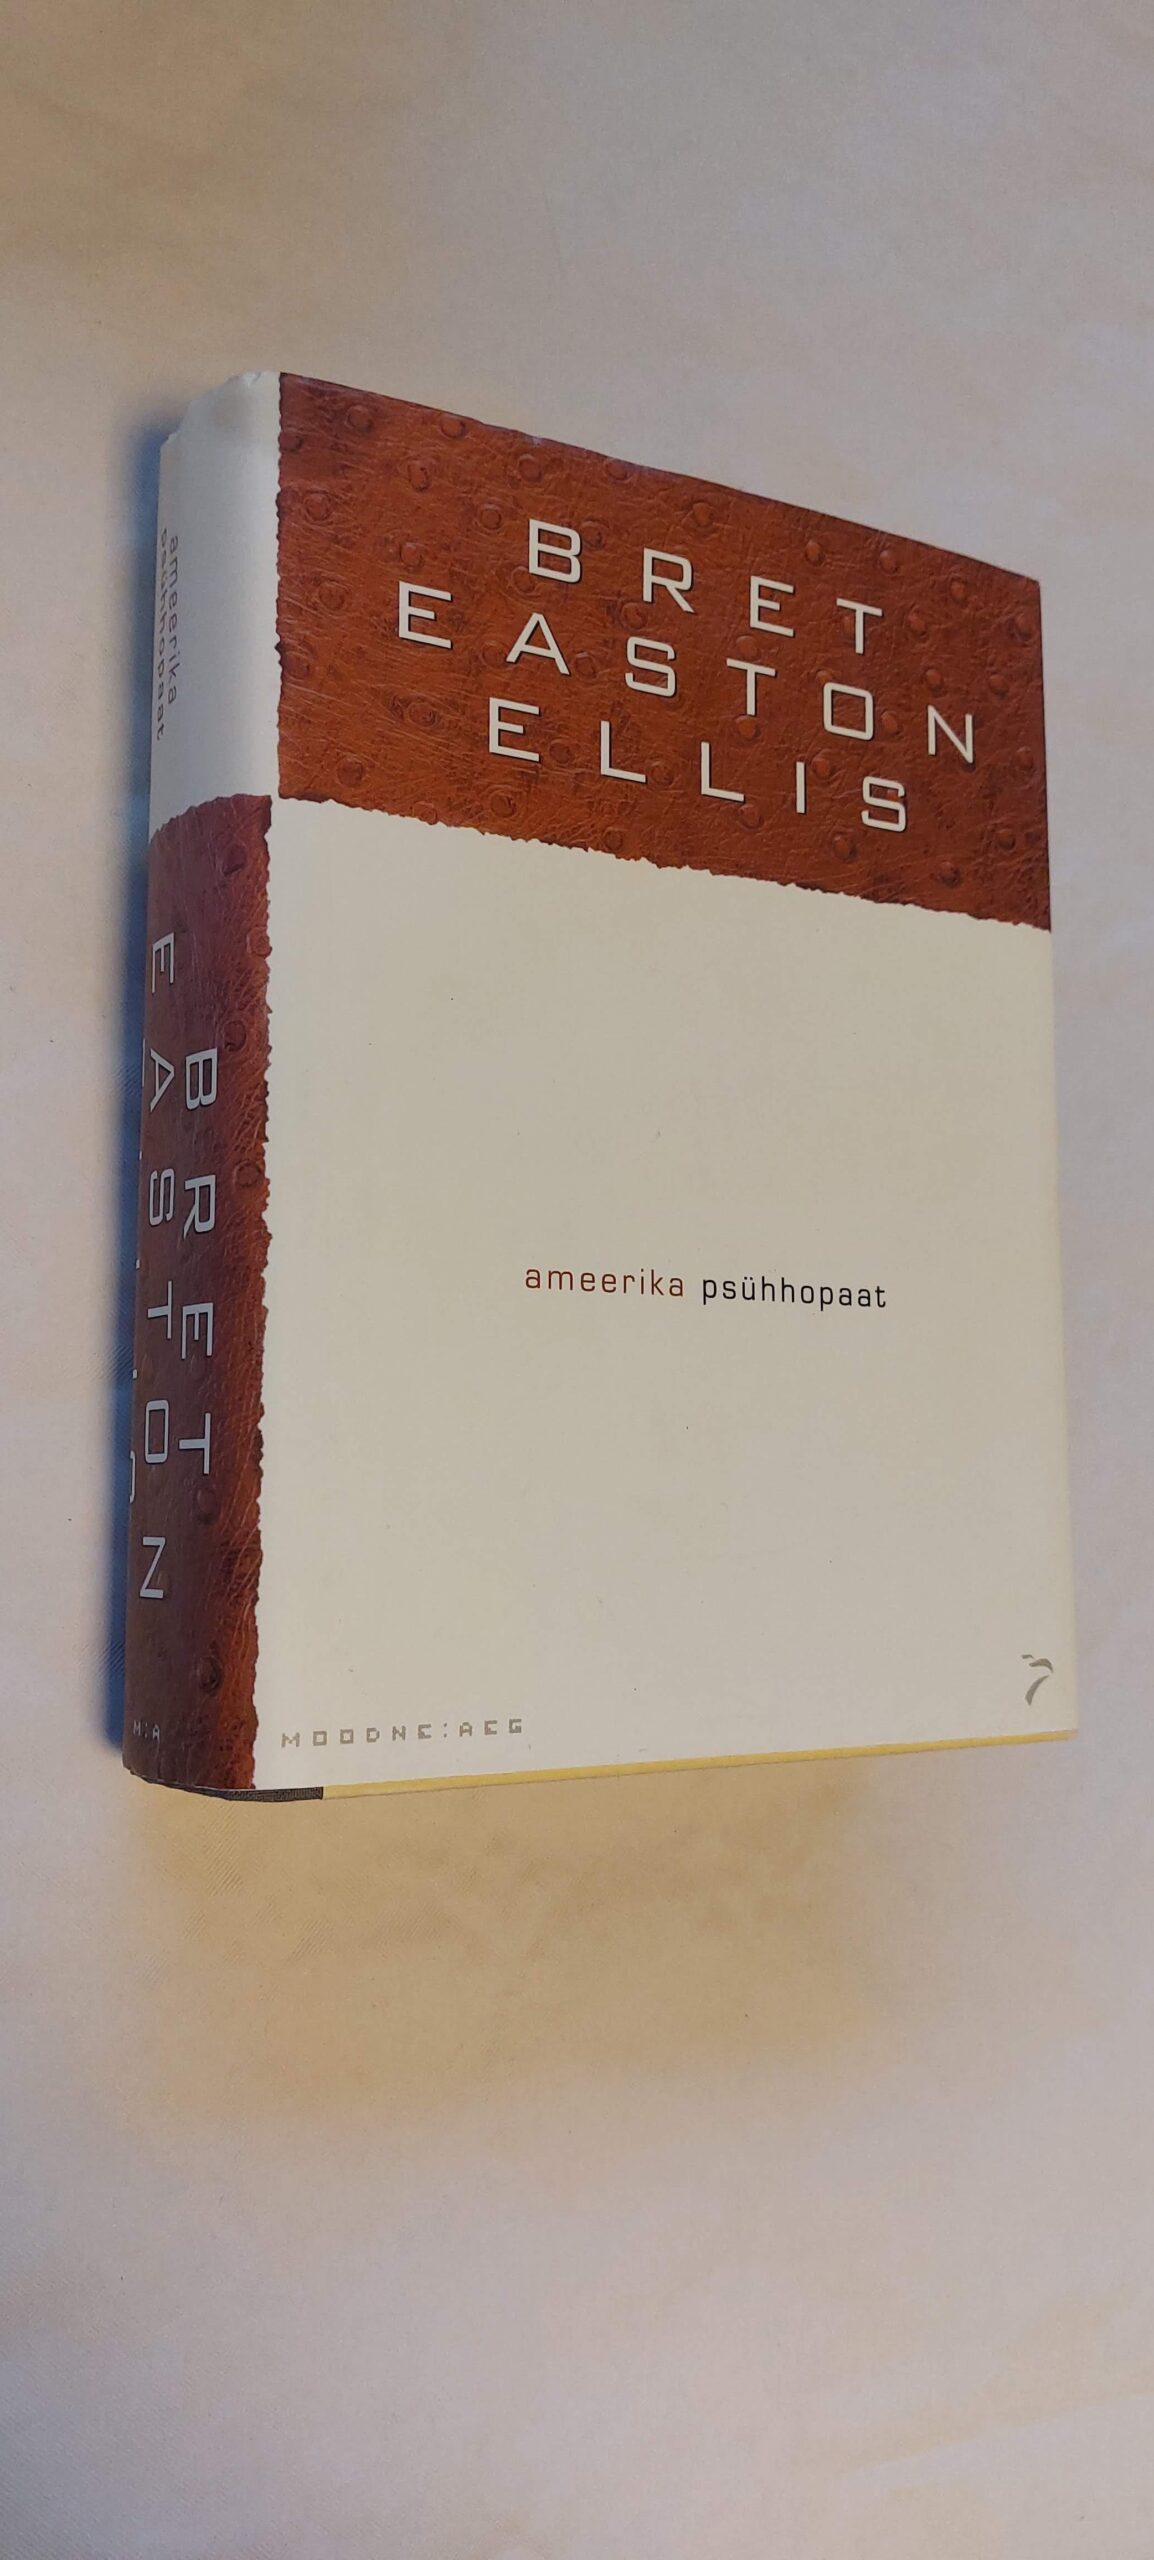 BRET
EASTON
ELLIS
ameerika psühhopaat
MOODNE:AEG
ameerika
psühhopaat
BRET
EASTON
M:A